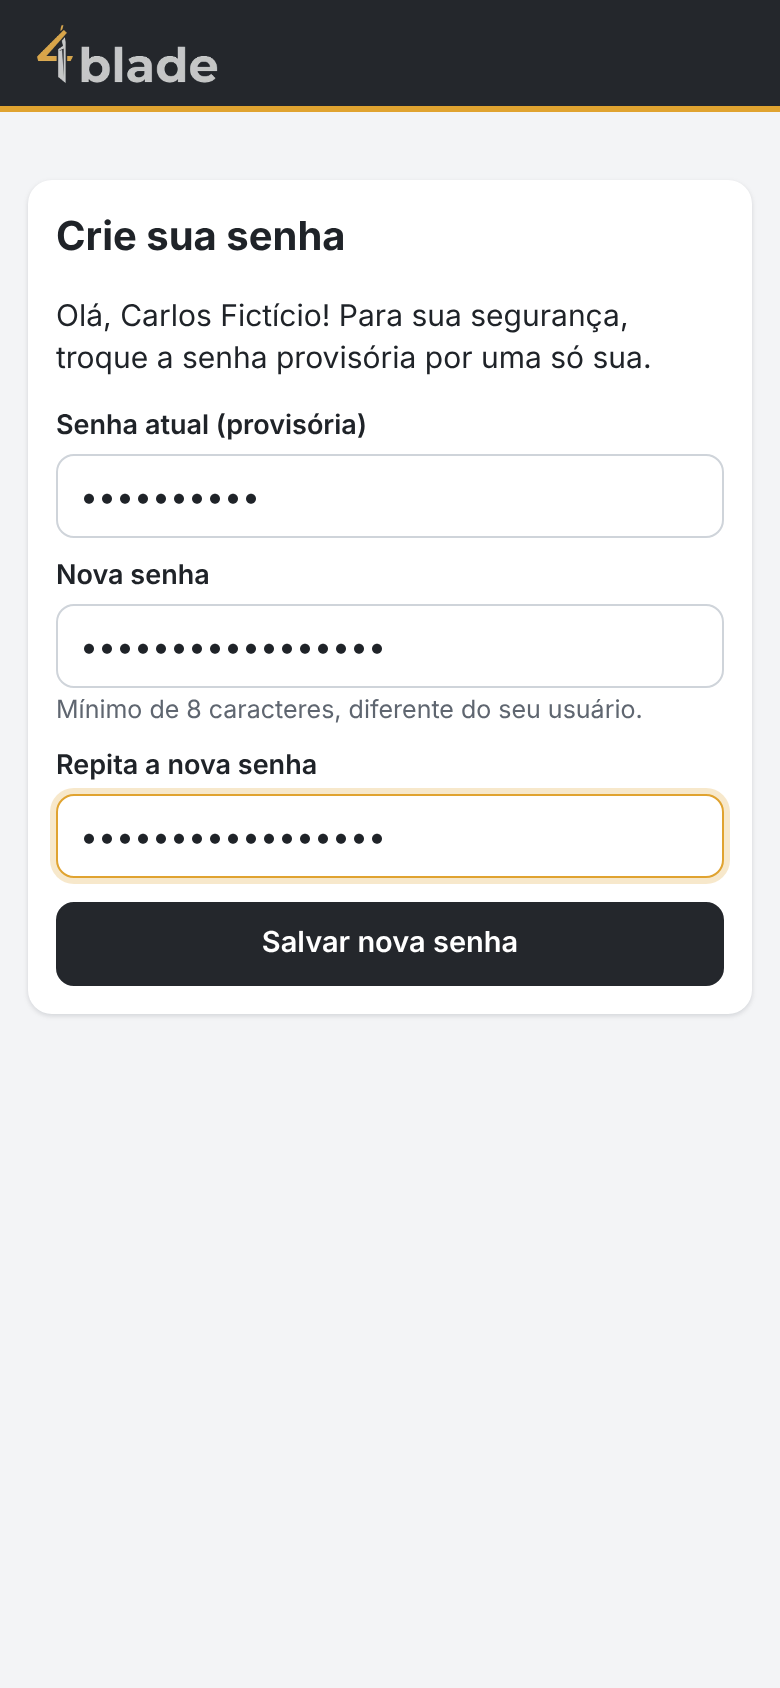 4blade
Crie sua senha
Olá, Carlos Fictício! Para sua segurança,
troque a senha provisória por uma só sua.
Senha atual (provisória)
••••••••••
Nova senha
•••••••••••••••••
Mínimo de 8 caracteres, diferente do seu usuário.
Repita a nova senha
•••••••••••••••••
Salvar nova senha